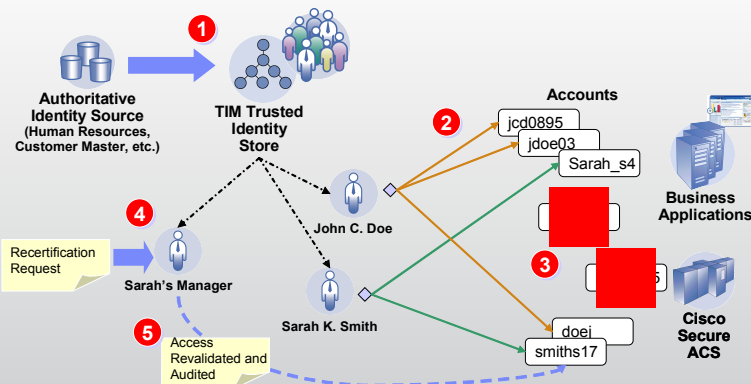 1
Authoritative
Identity Source
(Human Resources,
Customer Master, etc.)
TIM Trusted
Identity
Store
Accounts
2
jcd0895
jdoe03
Sarah_s4
Business
Applications
John C. Doe
4
Recertification
Request
Sarah's Manager
3
5
Sarah K. Smith
Cisco
Secure
ACS
5
Access
Revalidated and
Audited
doej
smiths17